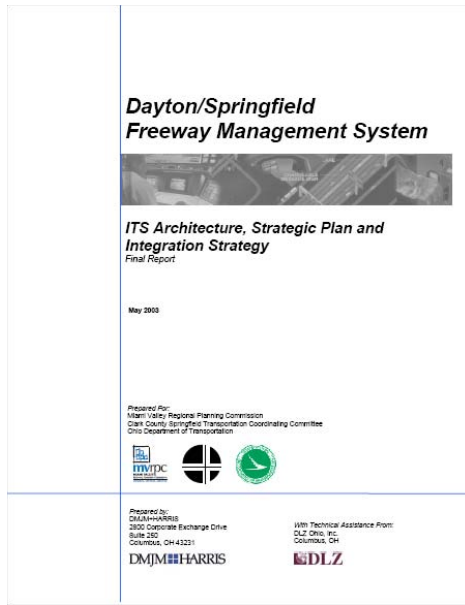 Dayton/Springfield
Freeway Management System
ITS Architecture, Strategic Plan and
Integration Strategy
Final Report
May 2003
Prepared For:
Miami Valley Regional Planning Commission
Clark County Springfield Transportation Coordinating Committee
Ohio Department of Transportation
mvrpc
Prepared by:
DMJM+HARRIS
2800 Corporate Exchange Drive
Suite 250
Columbus, OH 43231
DMJM HARRIS
With Technical Assistance From:
DLZ Ohio, Inc.
Columbus, OH
DLZ